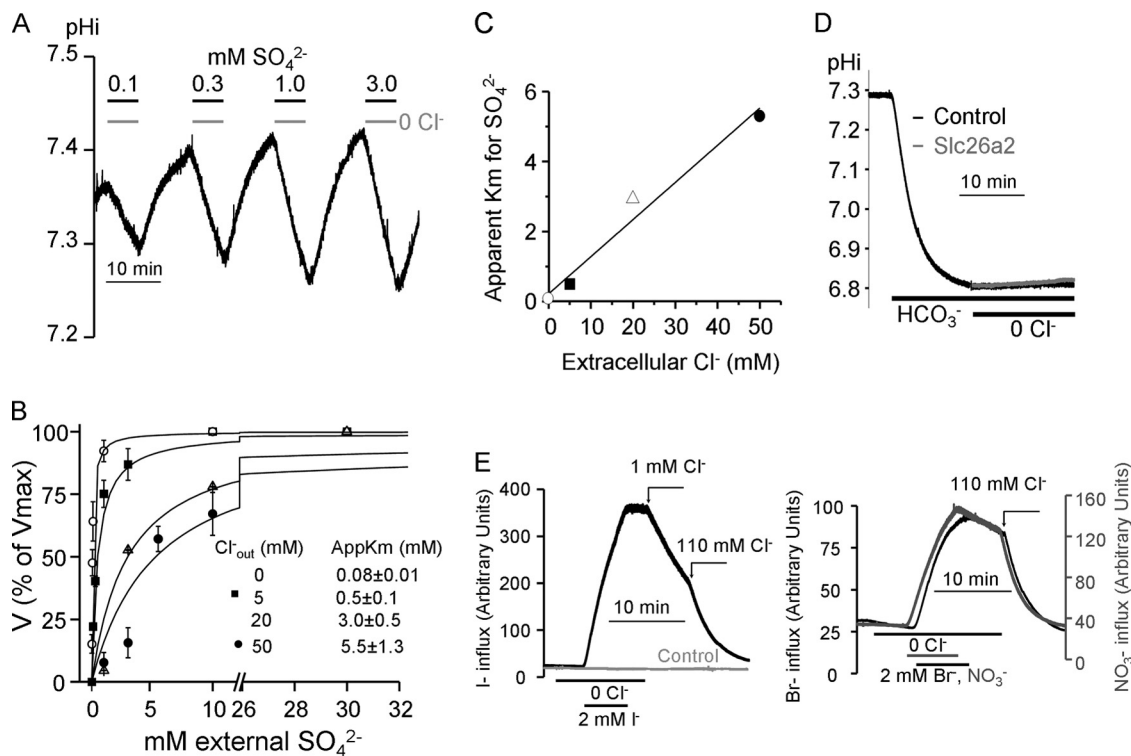 A
pHi
mM SO₄²⁻
0.1 0.3 1.0 3.0
0 Cl⁻
7.5
7.4
7.3
7.2
10 min
B
V (% of Vmax)
100
75
50
25
0
Cl⁻out (mM) AppKm (mM)
0 0.08±0.01
5 0.5±0.1
20 3.0±0.5
50 5.5±1.3
0 5 10 26 28 30 32
mM external SO₄²⁻
C
Apparent Km for SO₄²⁻
6
4
2
0
0 10 20 30 40 50
Extracellular Cl⁻ (mM)
D
pHi
7.3
7.2
7.1
7.0
6.9
6.8
Control
Slc26a2
10 min
HCO₃⁻
0 Cl⁻
E
I- influx (Arbitrary Units)
400
300
200
100
0
1 mM Cl⁻
110 mM Cl⁻
10 min
Control
0 Cl⁻
2 mM I⁻
Br- influx (Arbitrary Units)
100
75
50
25
0
110 mM Cl⁻
10 min
0 Cl⁻
2 mM Br⁻, NO₃⁻
160
120
80
40
0
NO₃- influx (Arbitrary Units)